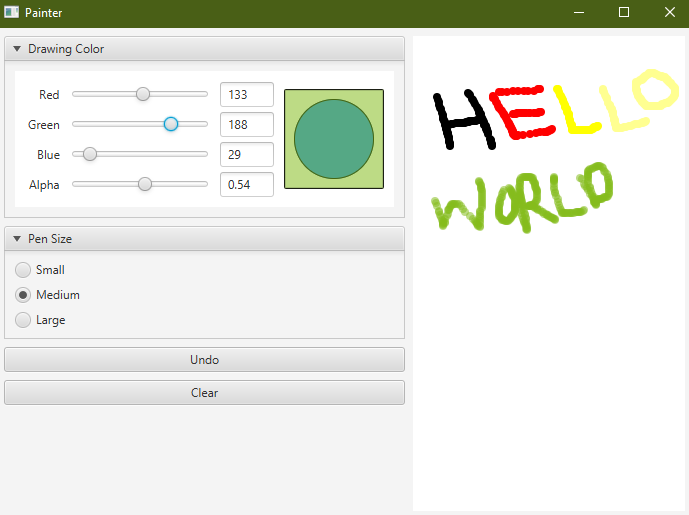 Painter
Drawing Color
Red 133
Green 188
Blue 29
Alpha 0.54
Pen Size
Small
Medium
Large
Undo
Clear
HELLO
WORLD